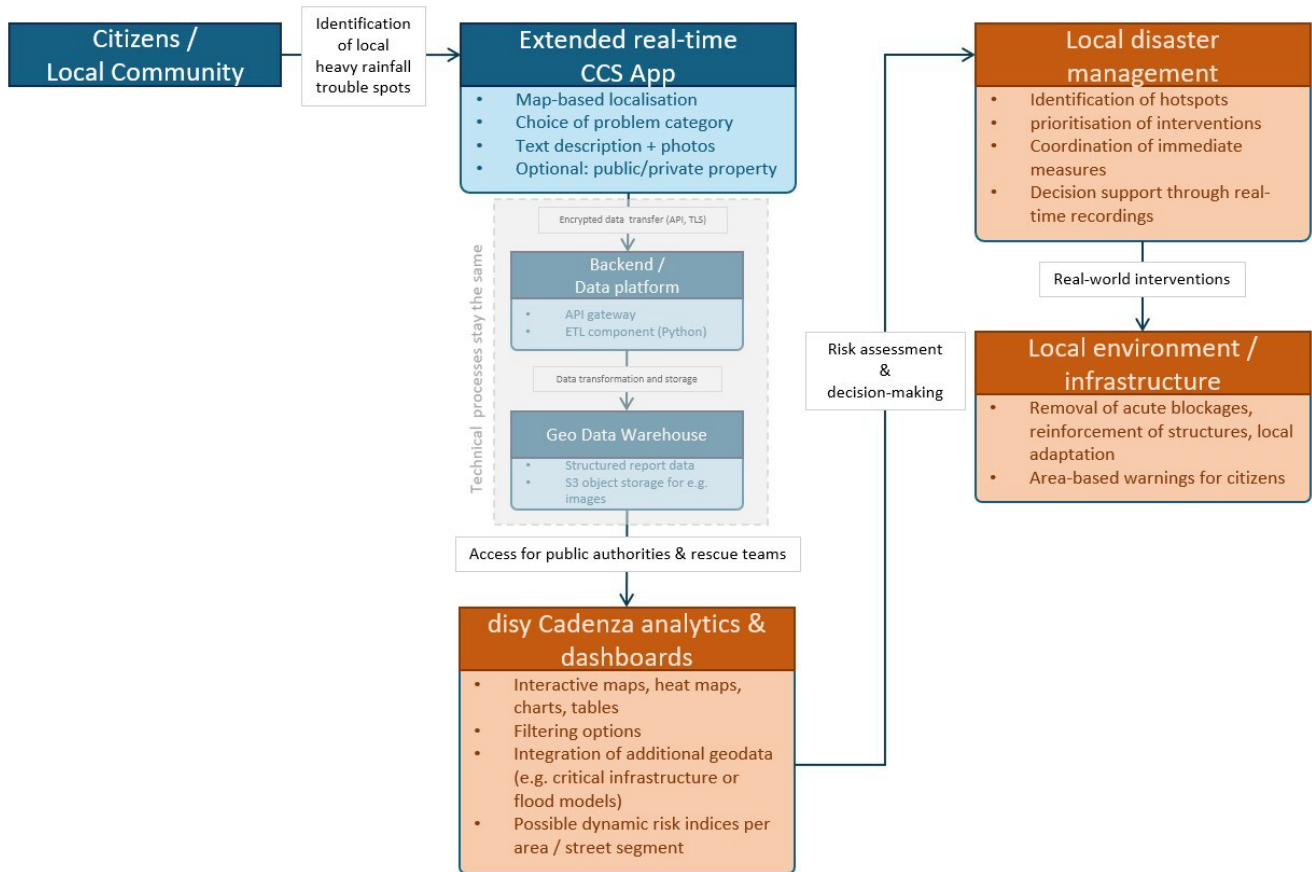 Citizens /
Local Community
Identification
of local
heavy rainfall
trouble spots
Extended real-time
CCS App
• Map-based localisation
• Choice of problem category
• Text description + photos
• Optional: public/private property
Technical processes stay the same
Encrypted data transfer (API, TLS)
Backend /
Data platform
• API gateway
• ETL component (Python)
Data transformation and storage
Geo Data Warehouse
• Structured report data
• S3 object storage for e.g.
images
Access for public authorities & rescue teams
disy Cadenza analytics &
dashboards
• Interactive maps, heat maps,
charts, tables
• Filtering options
• Integration of additional geodata
(e.g. critical infrastructure or
flood models)
• Possible dynamic risk indices per
area / street segment
Risk assessment
&
decision-making
Local disaster
management
• Identification of hotspots
• prioritisation of interventions
• Coordination of immediate
measures
• Decision support through real-
time recordings
Real-world interventions
Local environment /
infrastructure
• Removal of acute blockages,
reinforcement of structures, local
adaptation
• Area-based warnings for citizens